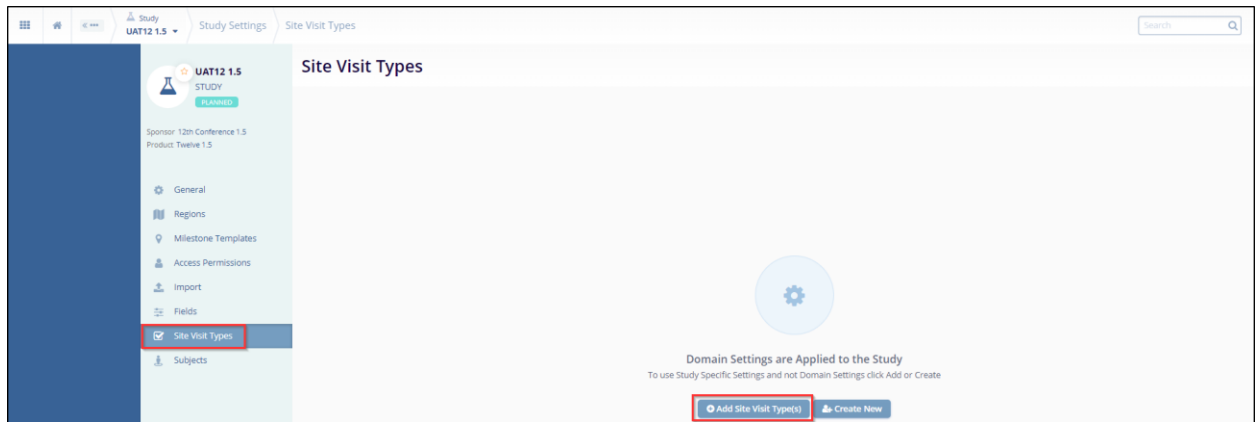 Study
UAT12 1.5
Study Settings
Site Visit Types
Search
UAT12 1.5
STUDY
PLANNED
Sponsor 12th Conference 1.5
Product Twelve 1.5
General
Regions
Milestone Templates
Access Permissions
Import
Fields
Site Visit Types
Subjects
Site Visit Types
Domain Settings are Applied to the Study
To use Study Specific Settings and not Domain Settings click Add or Create
Add Site Visit Type(s)
Create New